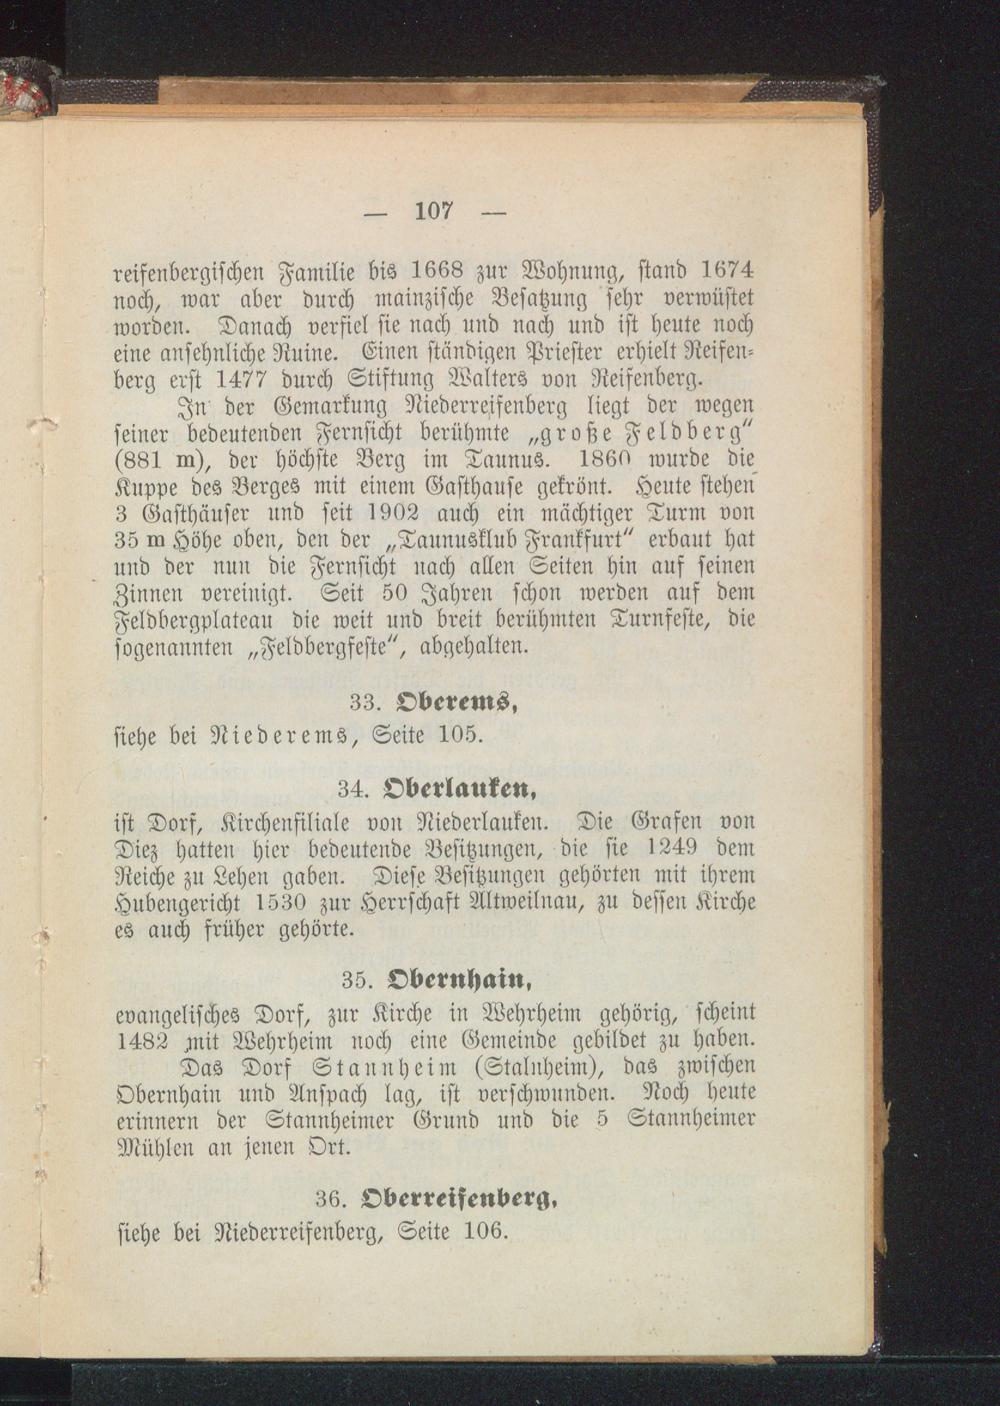 — 107 —
reifenbergischen Familie bis 1668 zur Wohnung, stand 1674
noch, war aber durch mainzische Besatzung sehr verwüstet
worden. Danach verfiel sie nach und nach und ist heute noch
eine ansehnliche Ruine. Einen ständigen Priester erhielt Reifen-
berg erst 1477 durch Stiftung Walters von Reifenberg.
In der Gemarkung Niederreifenberg liegt der wegen
seiner bedeutenden Fernsicht berühmte „große Feldberg“
(881 m), der höchste Berg im Taunus. 1860 wurde die
Kuppe des Berges mit einem Gasthause gekrönt. Heute stehen
3 Gasthäuser und seit 1902 auch ein mächtiger Turm von
35 m Höhe oben, den der „Taunusklub Frankfurt“ erbaut hat
und der nun die Fernsicht nach allen Seiten hin auf seinen
Zinnen vereinigt. Seit 50 Jahren schon werden auf dem
Feldbergplateau die weit und breit berühmten Turnfeste, die
sogenannten „Feldbergfeste“, abgehalten.
33. Oberems,
siehe bei Niederems, Seite 105.
34. Oberlauken,
ist Dorf, Kirchenfiliale von Niederlauken. Die Grafen von
Diez hatten hier bedeutende Besitzungen, die sie 1249 dem
Reiche zu Lehen gaben. Diese Besitzungen gehörten mit ihrem
Hubengericht 1530 zur Herrschaft Altweilnau, zu dessen Kirche
es auch früher gehörte.
35. Obernhain,
evangelisches Dorf, zur Kirche in Wehrheim gehörig, scheint
1482 mit Wehrheim noch eine Gemeinde gebildet zu haben.
Das Dorf Stannheim (Stalnheim), das zwischen
Obernhain und Anspach lag, ist verschwunden. Noch heute
erinnern der Stannheimer Grund und die 5 Stannheimer
Mühlen an jenen Ort.
36. Oberreifenberg,
siehe bei Niederreifenberg, Seite 106.